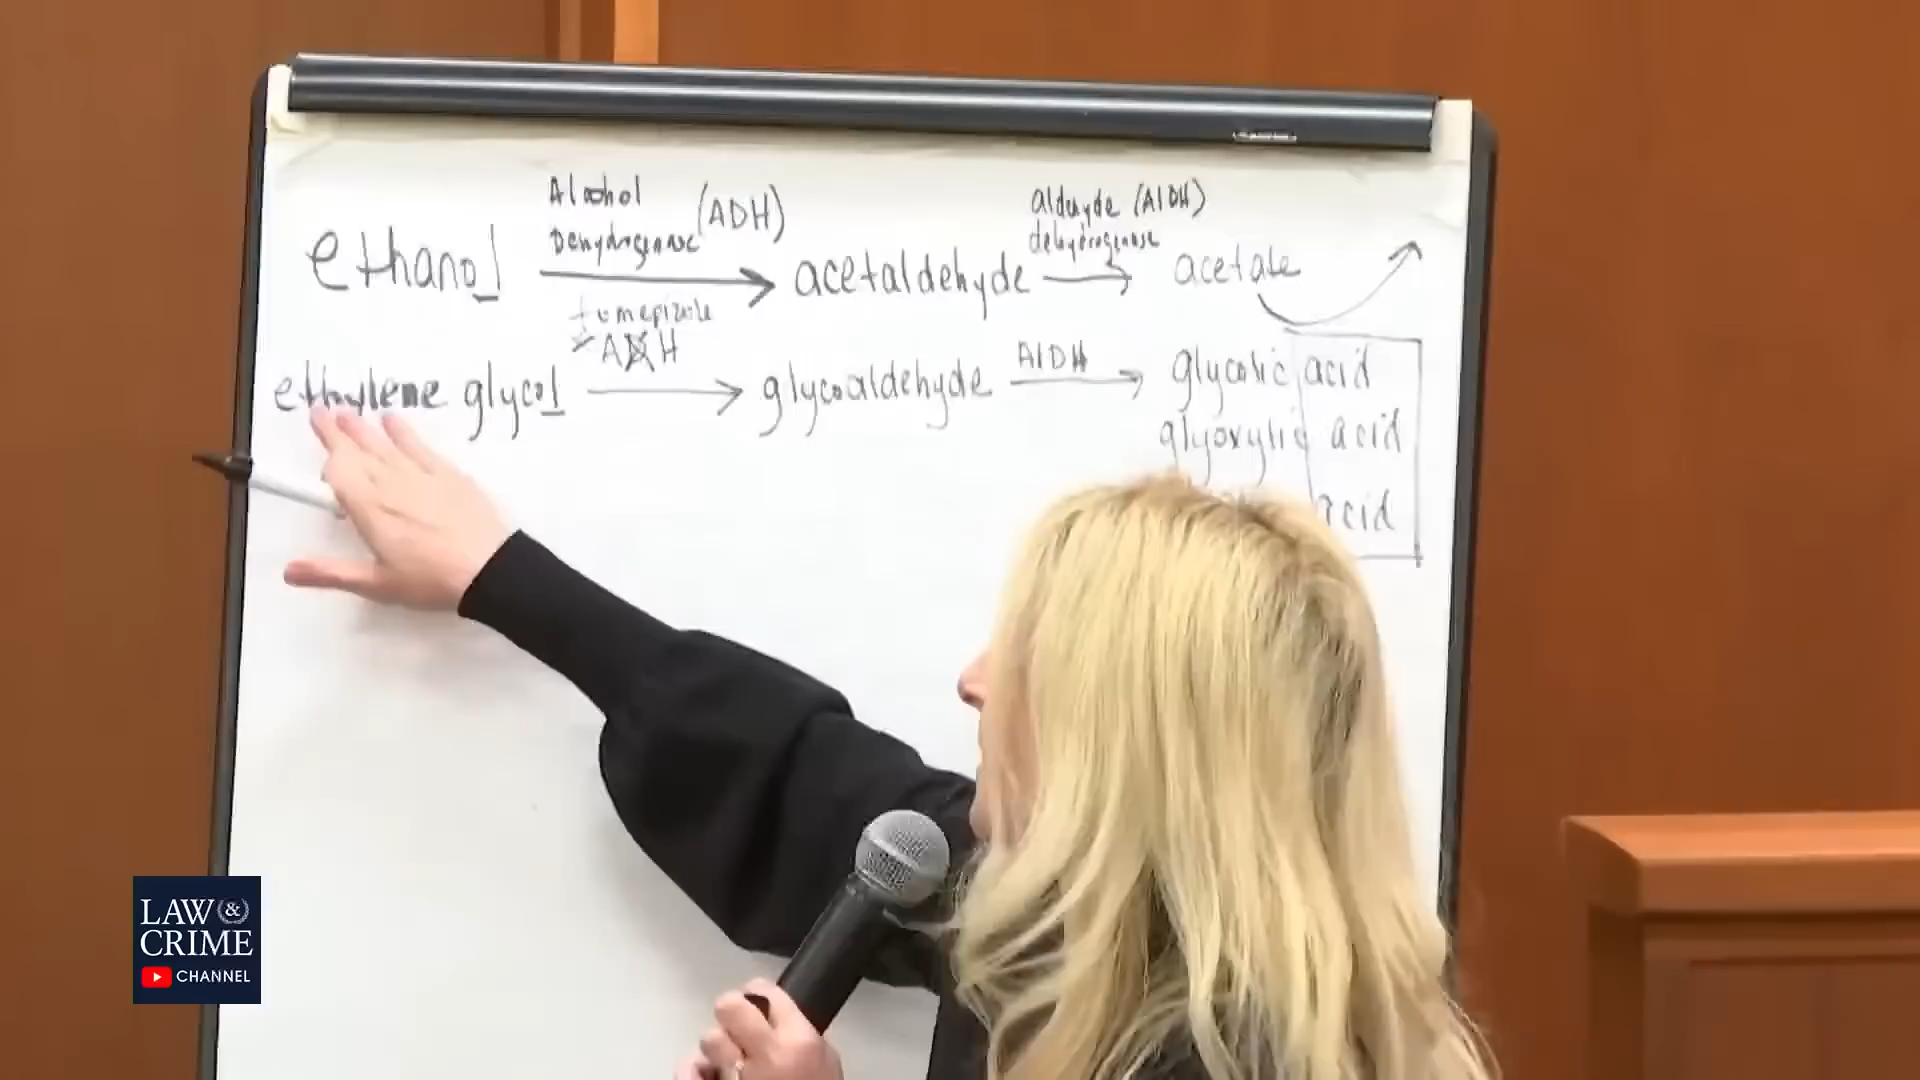 Alcohol (ADH)
Dehydrogenase
aldehyde (AlDH)
dehydrogenase
ethanol acetaldehyde acetate
fomepizole
ADH
ethylene glycol glycoaldehyde AlDH glycolic acid
glyoxylic acid
acid
LAW &
CRIME
CHANNEL